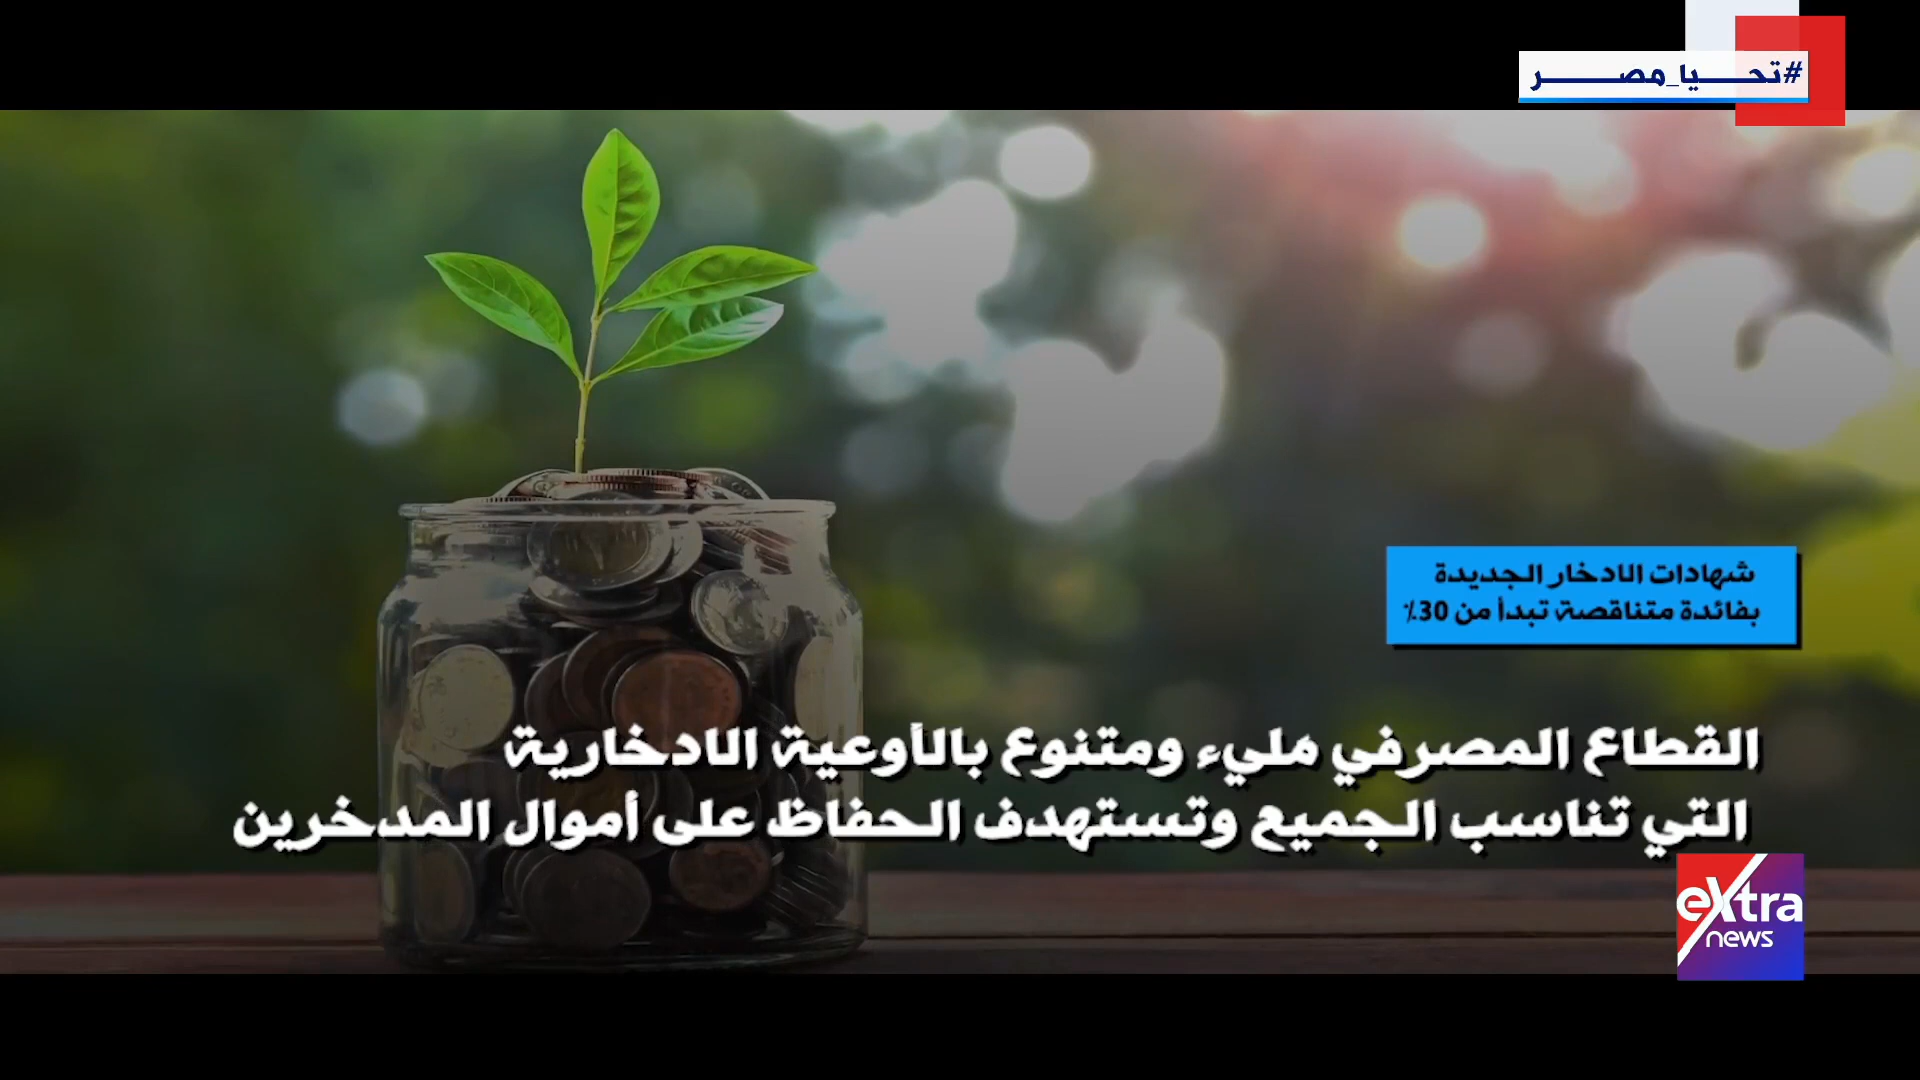 #تحيا_مصر
شهادات الادخار الجديدة
بفائدة متناقصة تبدأ من 30٪
القطاع المصرفي مليء ومتنوع بالأوعية الادخارية
التي تناسب الجميع وتستهدف الحفاظ على أموال المدخرين
eXtra
news